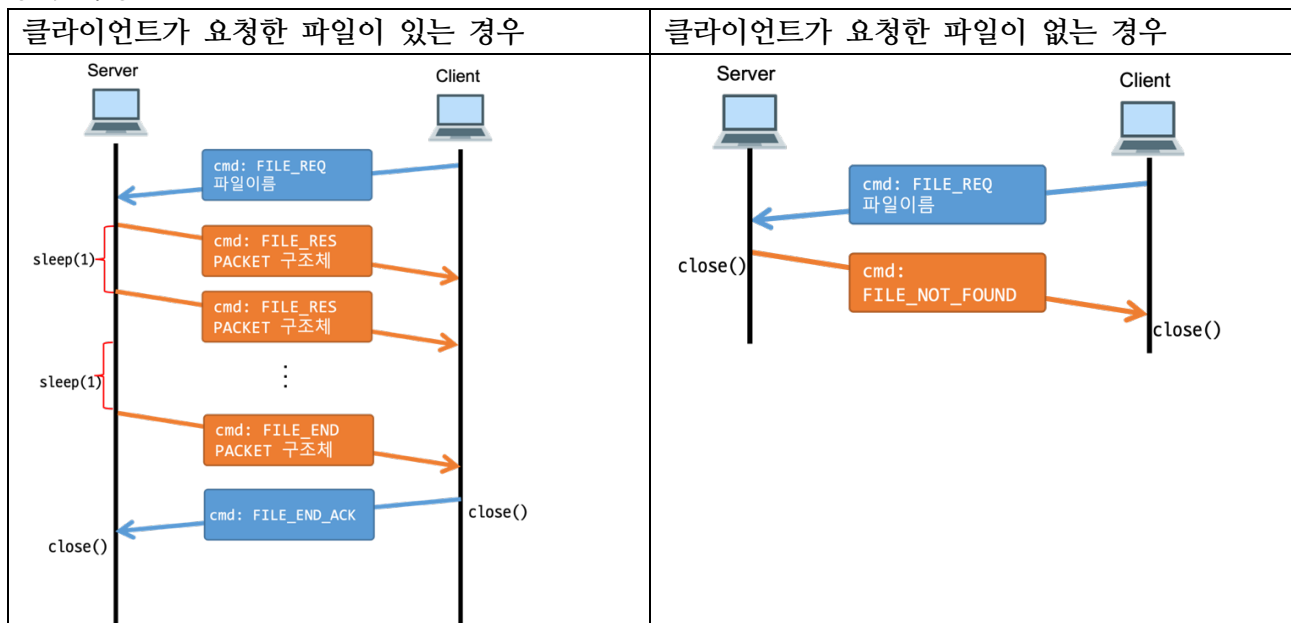 클라이언트가 요청한 파일이 있는 경우
Server
Client
cmd: FILE_REQ
파일이름
sleep(1)
cmd: FILE_RES
PACKET 구조체
cmd: FILE_RES
PACKET 구조체
sleep(1)
⋮
cmd: FILE_END
PACKET 구조체
cmd: FILE_END_ACK
close()
close()
클라이언트가 요청한 파일이 없는 경우
Server
Client
cmd: FILE_REQ
파일이름
close()
cmd:
FILE_NOT_FOUND
close()